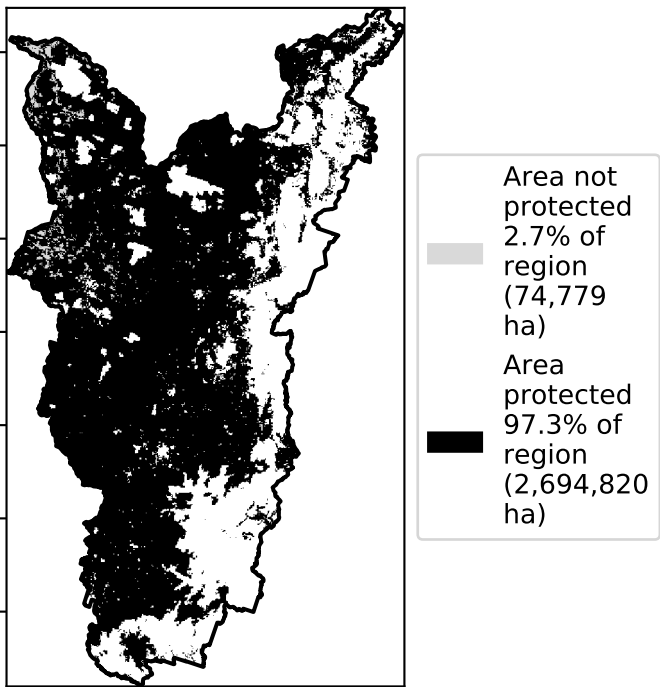 Area not
protected
2.7% of
region
(74,779
ha)
Area
protected
97.3% of
region
(2,694,820
ha)